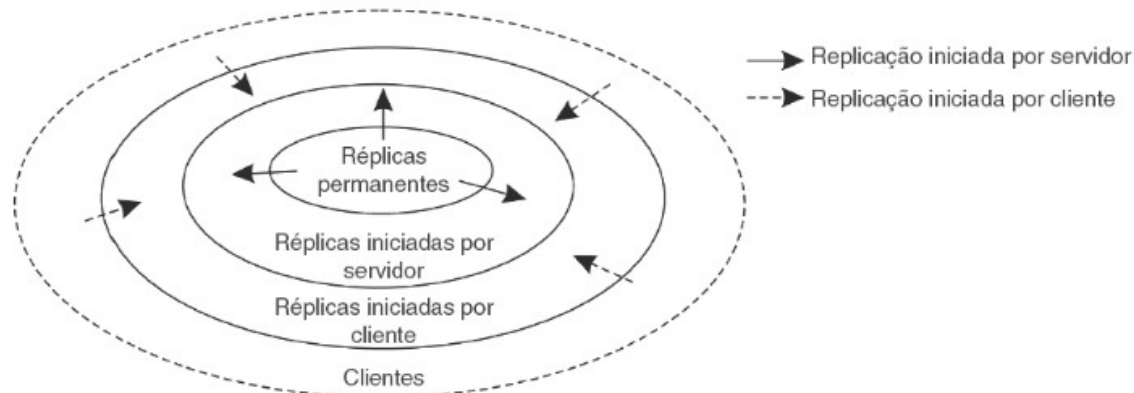 Replicação iniciada por servidor
Replicação iniciada por cliente
Réplicas
permanentes
Réplicas iniciadas por
servidor
Réplicas iniciadas por
cliente
Clientes